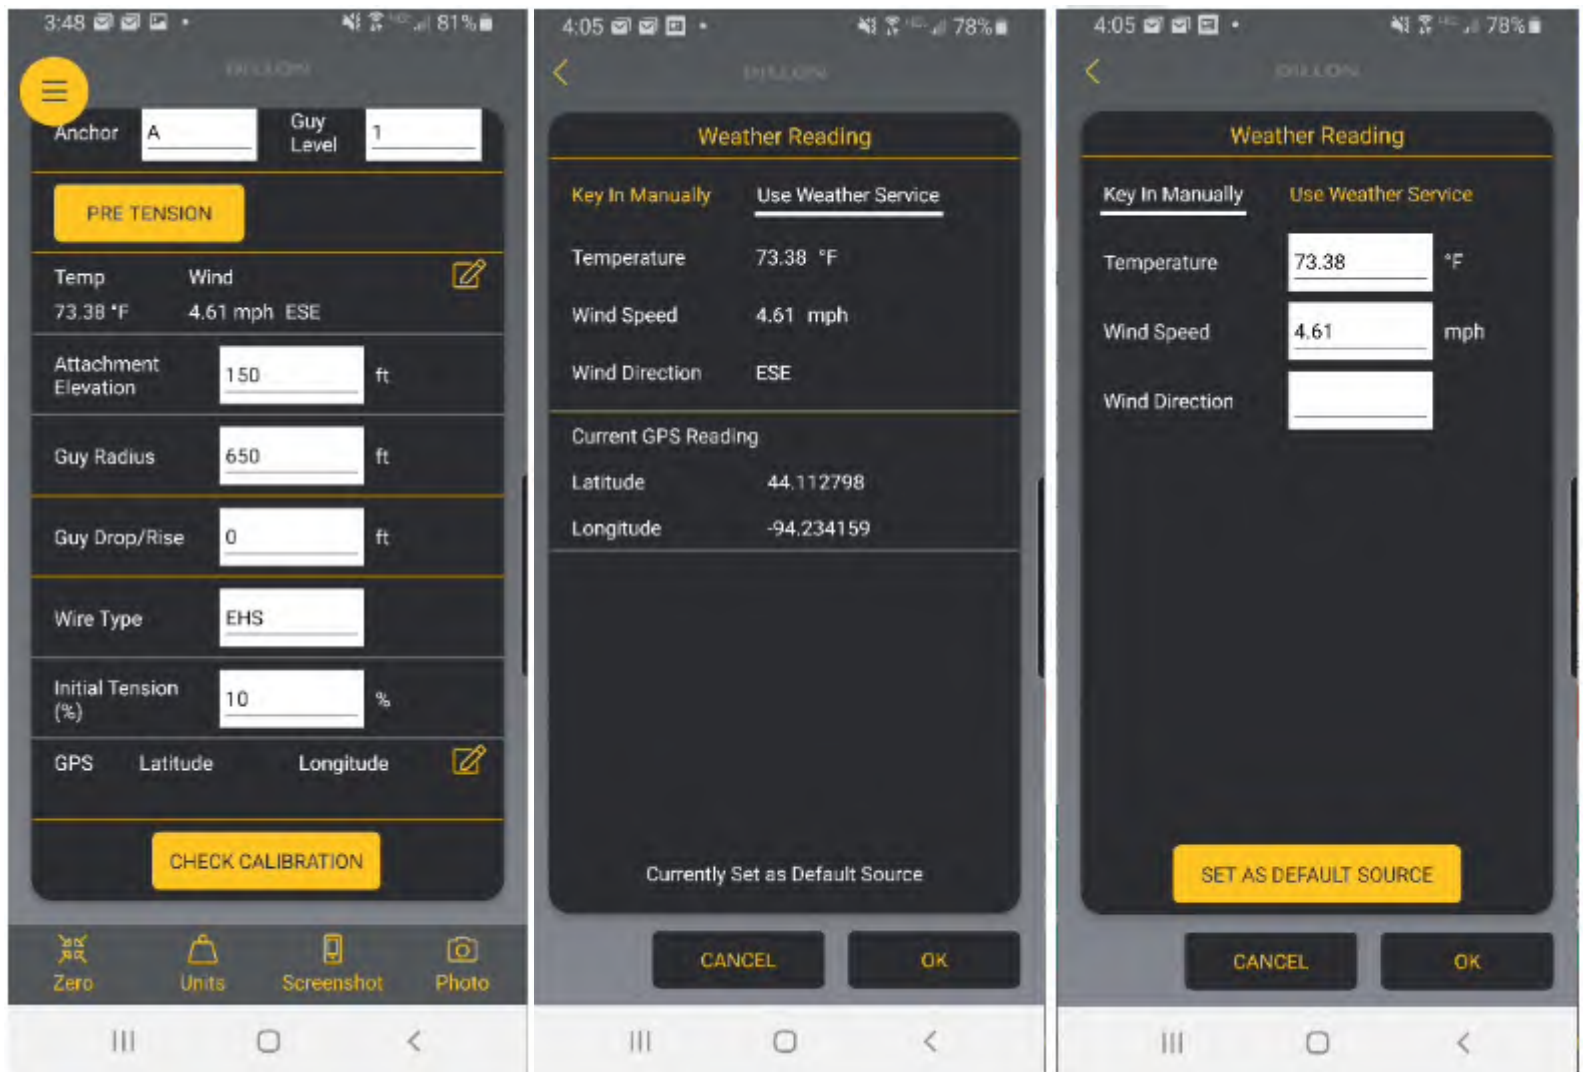 3:48
81%
DILLON
Anchor A Guy Level 1
PRE TENSION
Temp Wind
73.38 °F 4.61 mph ESE
Attachment Elevation 150 ft
Guy Radius 650 ft
Guy Drop/Rise 0 ft
Wire Type EHS
Initial Tension (%) 10 %
GPS Latitude Longitude
CHECK CALIBRATION
Zero Units Screenshot Photo
4:05
78%
DILLON
Weather Reading
Key In Manually Use Weather Service
Temperature 73.38 °F
Wind Speed 4.61 mph
Wind Direction ESE
Current GPS Reading
Latitude 44.112798
Longitude -94.234159
Currently Set as Default Source
CANCEL OK
4:05
78%
DILLON
Weather Reading
Key In Manually Use Weather Service
Temperature 73.38 °F
Wind Speed 4.61 mph
Wind Direction
SET AS DEFAULT SOURCE
CANCEL OK